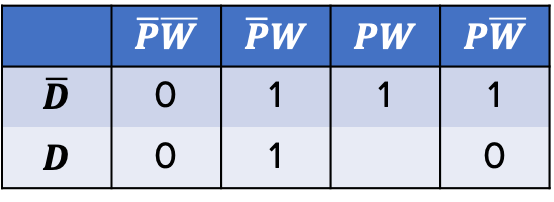 P̅W̅ P̅W PW PW̅
D̅ 0 1 1 1
D 0 1 0